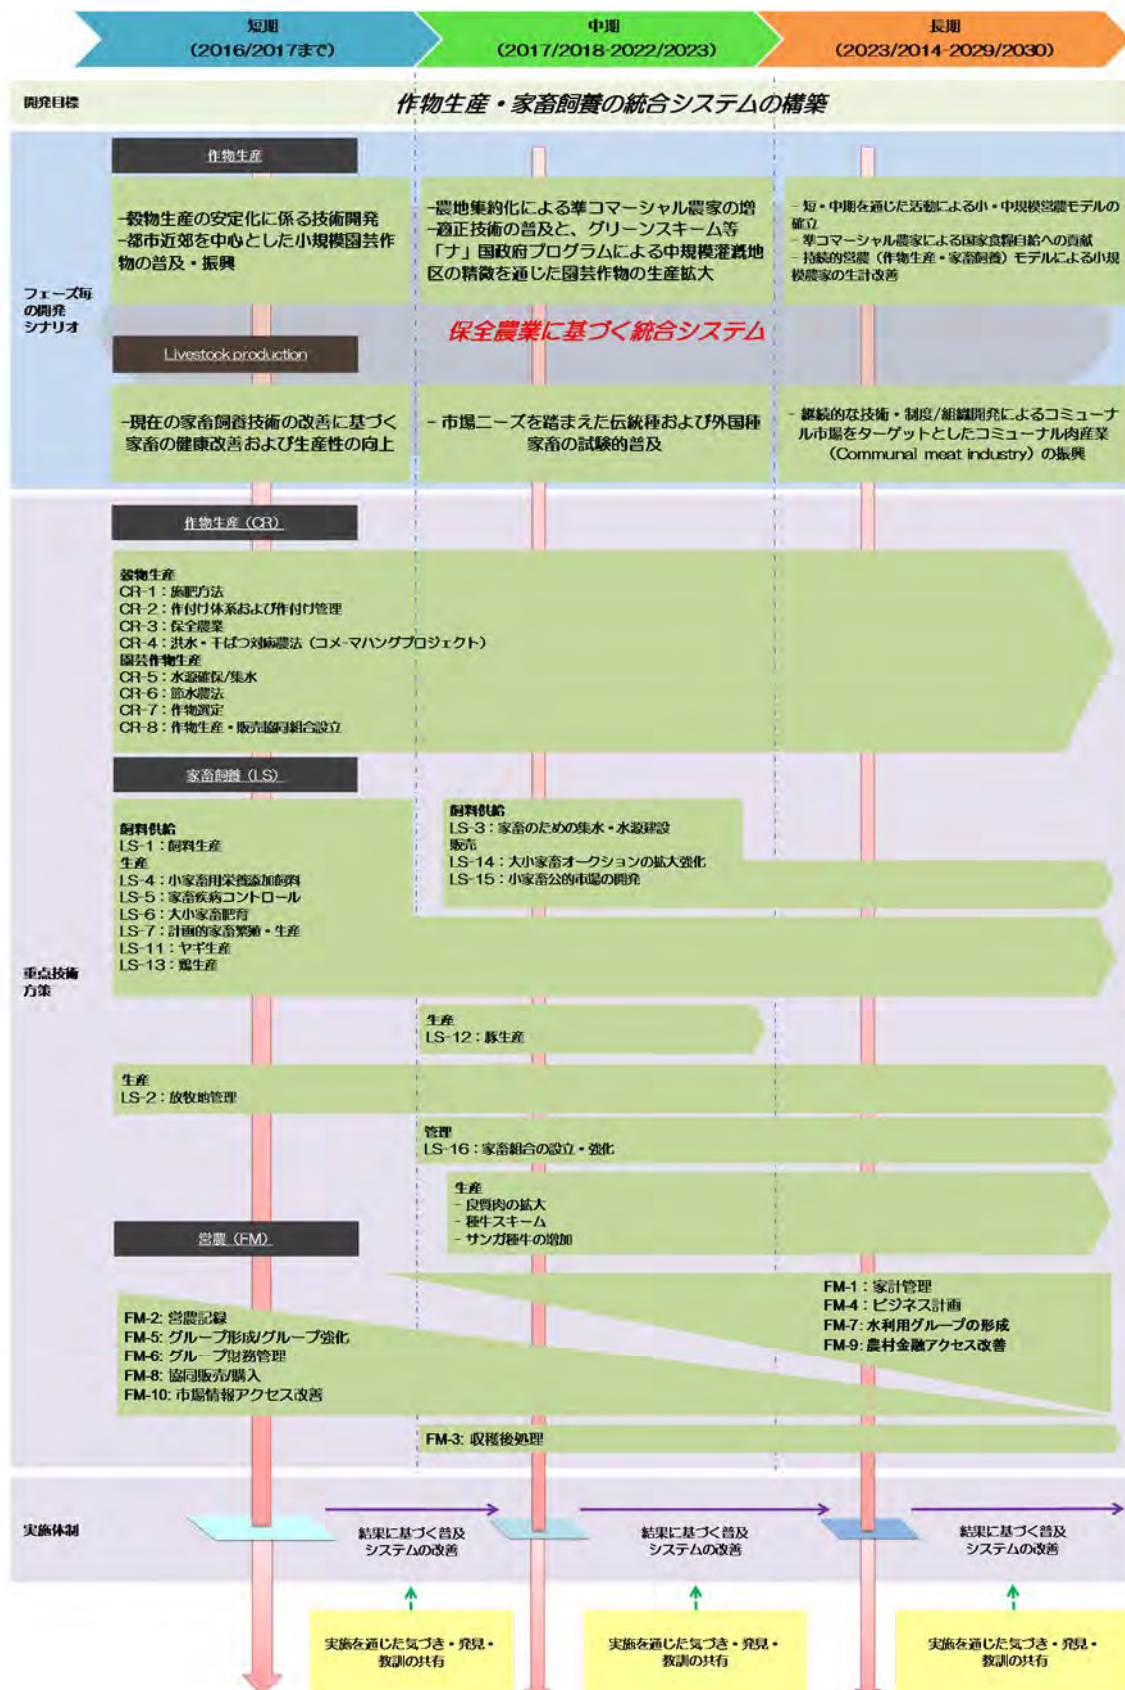 短期
（2016/2017まで）
中期
（2017/2018-2022/2023）
長期
（2023/2014-2029/2030）
開発目標
作物生産・家畜飼養の統合システムの構築
フェーズ毎
の開発
シナリオ
作物生産
-穀物生産の安定化に係る技術開発
-都市近郊を中心とした小規模園芸作
物の普及・振興
-農地集約化による準コマーシャル農家の増
-適正技術の普及と、グリーンスキーム等
「ナ」国政府プログラムによる中規模灌漑地
区の精微を通じた園芸作物の生産拡大
- 短・中期を通じた活動による小・中規模営農モデルの
確立
- 準コマーシャル農家による国家食糧自給への貢献
- 持続的営農（作物生産・家畜飼養）モデルによる小規
模農家の生計改善
保全農業に基づく統合システム
Livestock production
-現在の家畜飼養技術の改善に基づく
家畜の健康改善および生産性の向上
- 市場ニーズを踏まえた伝統種および外国種
家畜の試験的普及
- 継続的な技術・制度/組織開発によるコミューナ
ル市場をターゲットとしたコミューナル肉産業
（Communal meat industry）の振興
重点技術
方策
作物生産（CR）
穀物生産
CR-1：施肥方法
CR-2：作付け体系および作付け管理
CR-3：保全農業
CR-4：洪水・干ばつ対病農法（コメ-マハングプロジェクト）
園芸作物生産
CR-5：水源確保/集水
CR-6：節水農法
CR-7：作物選定
CR-8：作物生産・販売協同組合設立
家畜飼養（LS）
飼料供給
LS-1：飼料生産
生産
LS-4：小家畜用栄養添加飼料
LS-5：家畜疾病コントロール
LS-6：大小家畜肥育
LS-7：計画的家畜繁殖・生産
LS-11：ヤギ生産
LS-13：鶏生産
飼料供給
LS-3：家畜のための集水・水源建設
販売
LS-14：大小家畜オークションの拡大強化
LS-15：小家畜公的市場の開発
生産
LS-12：豚生産
生産
LS-2：放牧地管理
管理
LS-16：家畜組合の設立・強化
生産
- 良質肉の拡大
- 種牛スキーム
- サンガ種牛の増加
営農（FM）
FM-2: 営農記録
FM-5: グループ形成/グループ強化
FM-6: グループ財務管理
FM-8: 協同販売/購入
FM-10: 市場情報アクセス改善
FM-1：家計管理
FM-4：ビジネス計画
FM-7: 水利用グループの形成
FM-9: 農村金融アクセス改善
FM-3: 収穫後処理
実施体制
結果に基づく普及
システムの改善
結果に基づく普及
システムの改善
結果に基づく普及
システムの改善
実施を通じた気づき・発見・
教訓の共有
実施を通じた気づき・発見・
教訓の共有
実施を通じた気づき・発見・
教訓の共有